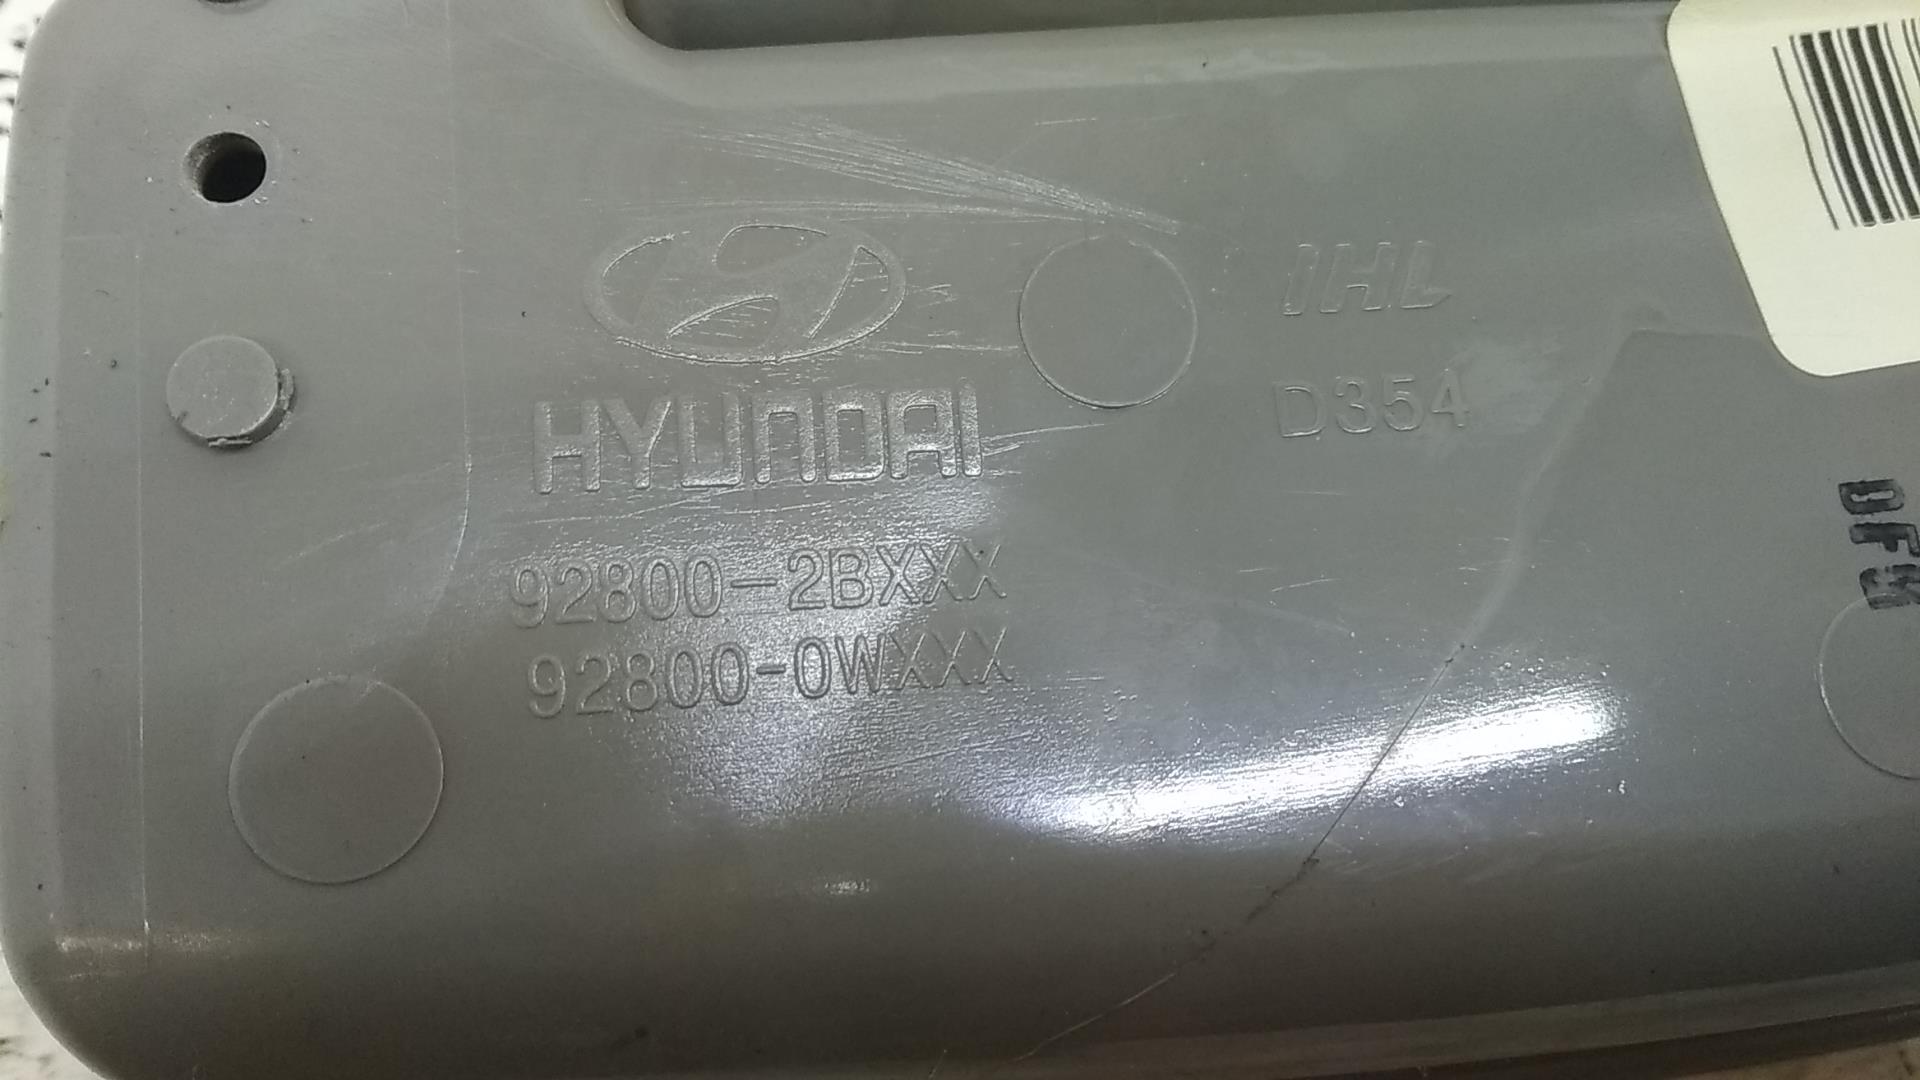 IHL
HYUNDAI
D354
92800-2BXXX
92800-0WXXX